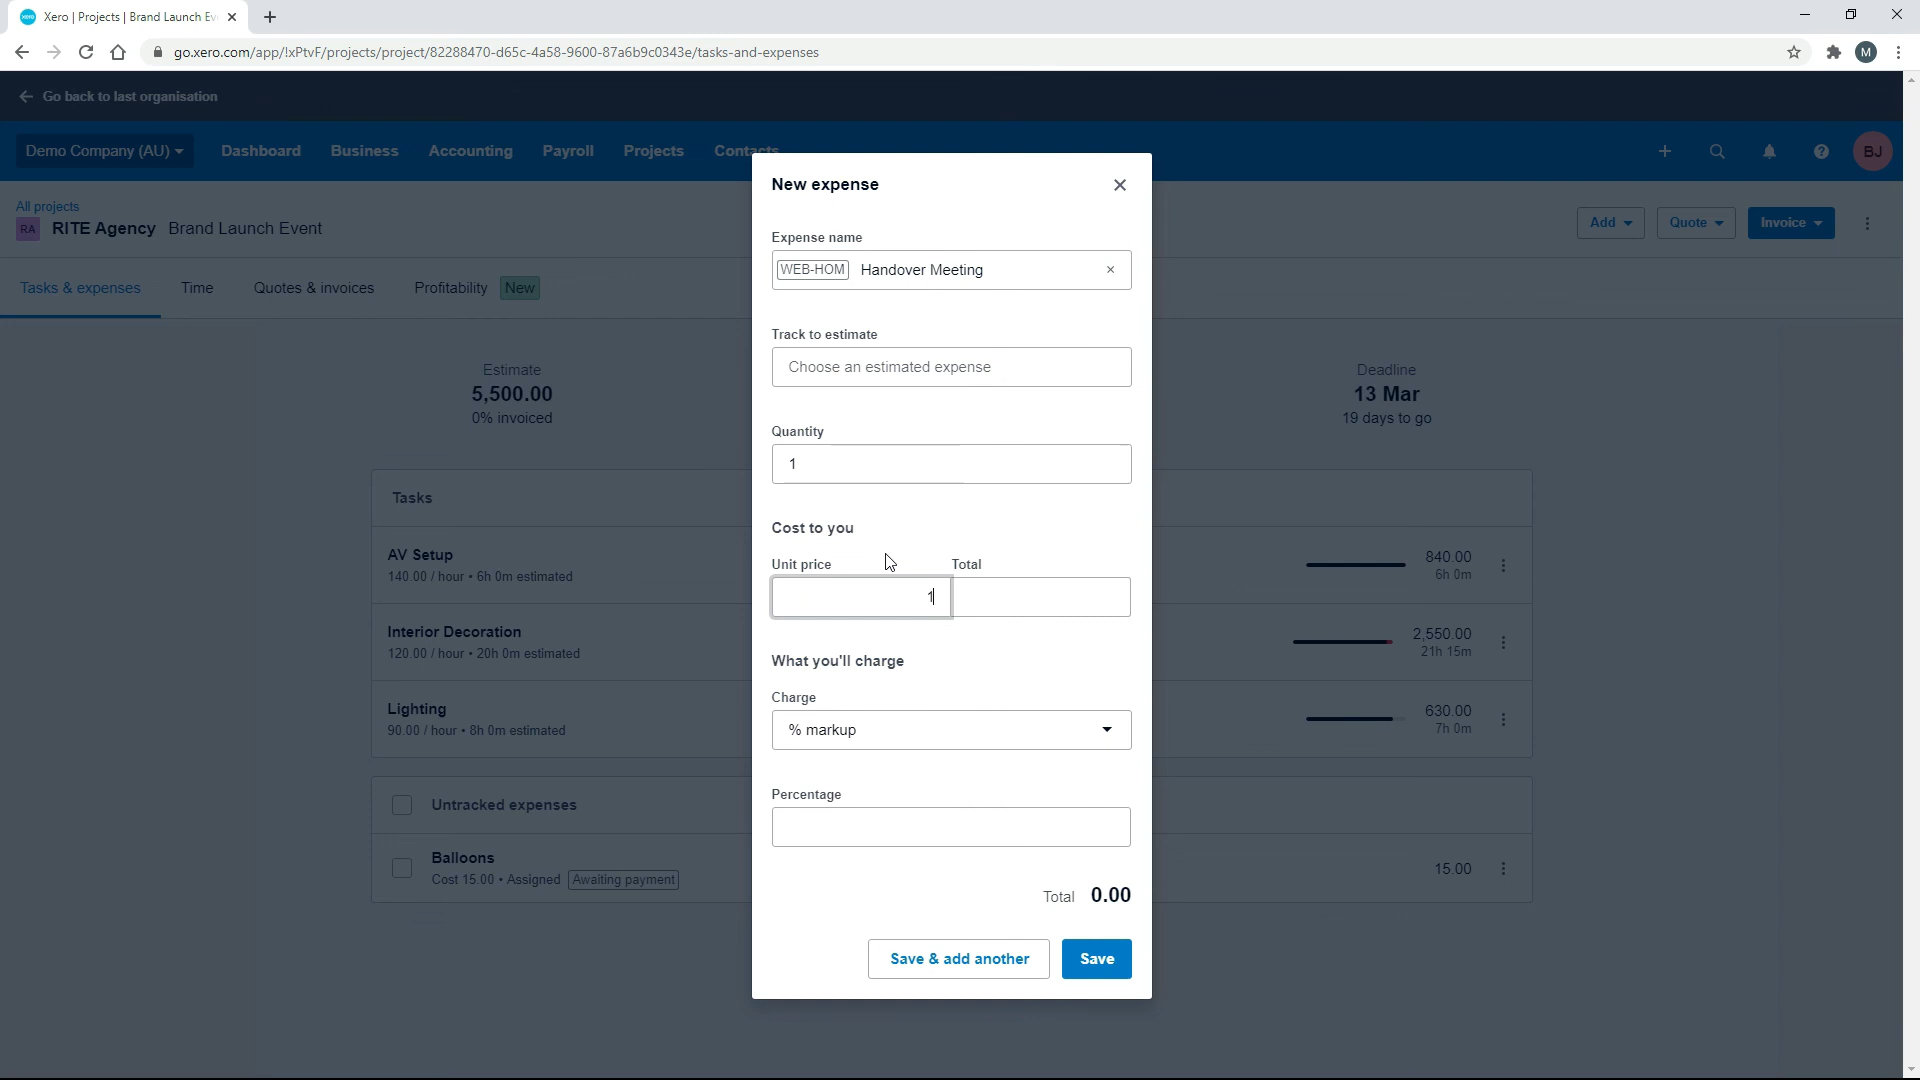 Xero | Projects | Brand Launch Ev
go.xero.com/app/!xPtvF/projects/project/82288470-d65c-4a58-9600-87a6b9c0343e/tasks-and-expenses
M
Go back to last organisation
Demo Company (AU)
Dashboard
Business
Accounting
Payroll
Projects
Contacts
BJ
All projects
RA
RITE Agency Brand Launch Event
Add
Quote
Invoice
Tasks & expenses
Time
Quotes & invoices
Profitability
New
Estimate
5,500.00
0% invoiced
Deadline
13 Mar
19 days to go
Tasks
AV Setup
140.00 / hour • 6h 0m estimated
840.00
6h 0m
Interior Decoration
120.00 / hour • 20h 0m estimated
2,550.00
21h 15m
Lighting
90.00 / hour • 8h 0m estimated
630.00
7h 0m
Untracked expenses
Balloons
Cost 15.00 • Assigned
Awaiting payment
15.00
New expense
Expense name
WEB-HOM Handover Meeting
Track to estimate
Choose an estimated expense
Quantity
1
Cost to you
Unit price
Total
1
What you'll charge
Charge
% markup
Percentage
Total 0.00
Save & add another
Save